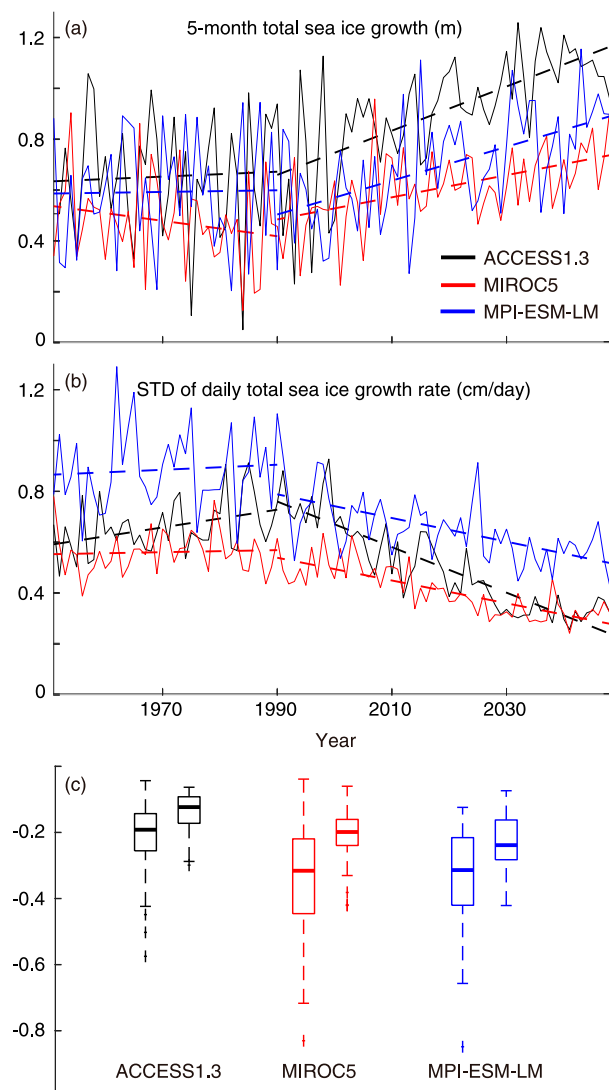 (a) 5-month total sea ice growth (m)
1.2
0.8
0.4
0
ACCESS1.3
MIROC5
MPI-ESM-LM
(b) STD of daily total sea ice growth rate (cm/day)
1.2
0.8
0.4
0
1970 1990 2010 2030
Year
(c)
-0.2
-0.4
-0.6
-0.8
ACCESS1.3 MIROC5 MPI-ESM-LM